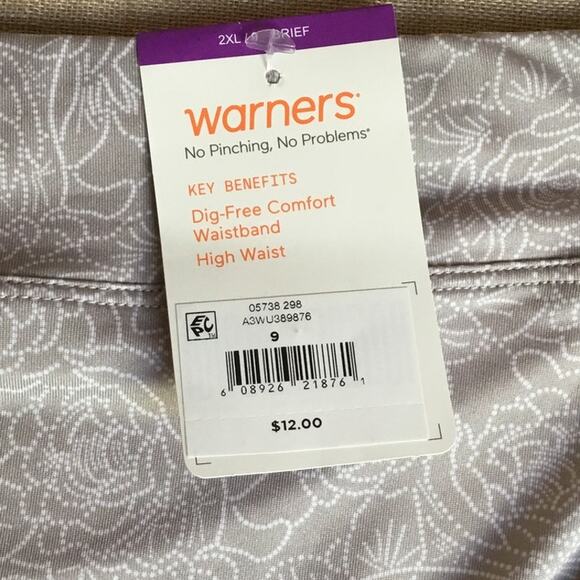 2XL BRIEF
warners®
No Pinching, No Problems®
KEY BENEFITS
Dig-Free Comfort
Waistband
High Waist
05738 298
A3WU389876
EPC™
9
6 08926 21876 1
$12.00